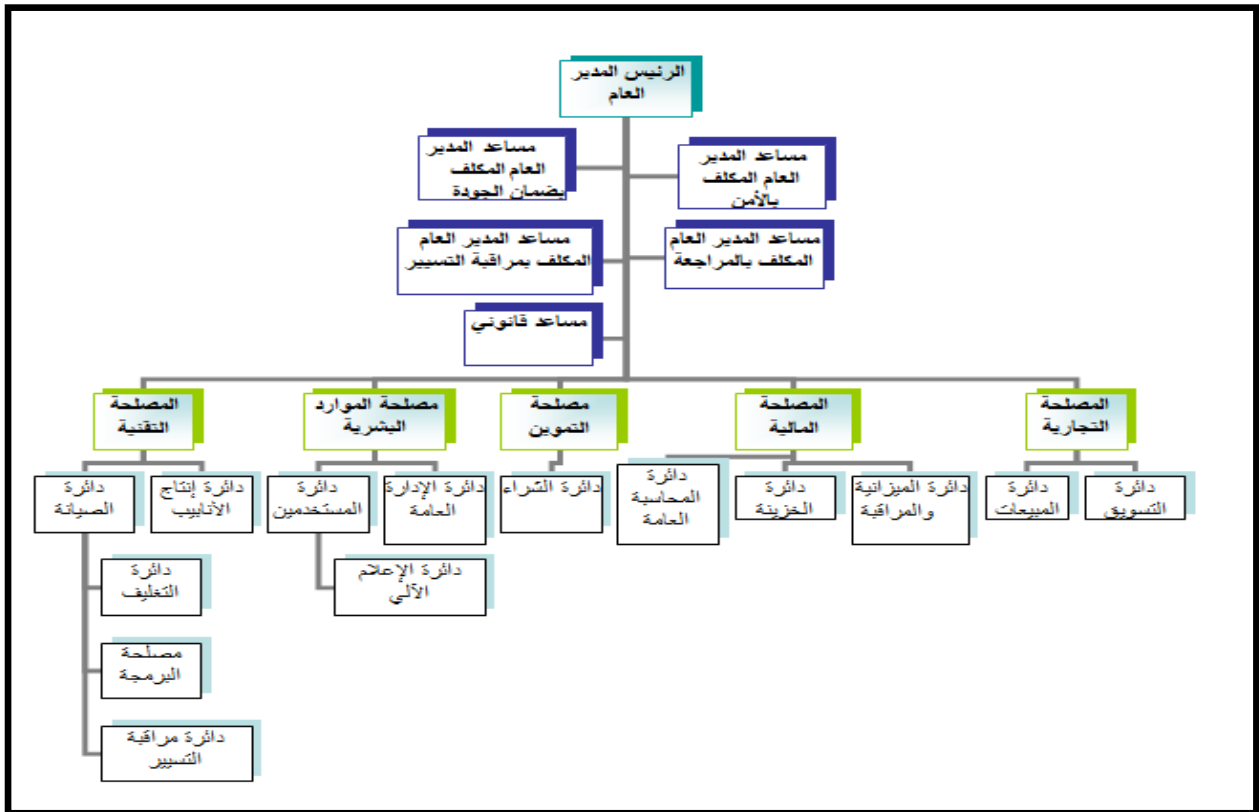 الرئيس المدير
العام
مساعد المدير
العام المكلف
بالأمن
مساعد المدير
العام المكلف
بضمان الجودة
مساعد المدير العام
المكلف بالمراجعة
مساعد المدير العام
المكلف بمراقبة التسيير
مساعد قانوني
المصلحة
التجارية
المصلحة
المالية
مصلحة
التموين
مصلحة الموارد
البشرية
المصلحة
التقنية
دائرة
التسويق
دائرة
المبيعات
دائرة الميزانية
والمراقبة
دائرة
الخزينة
دائرة
المحاسبة
العامة
دائرة الشراء
دائرة الإدارة
العامة
دائرة
المستخدمين
دائرة إنتاج
الأنابيب
دائرة
الصيانة
دائرة الإعلام
الآلي
دائرة
التغليف
مصلحة
البرمجة
دائرة مراقبة
التسيير